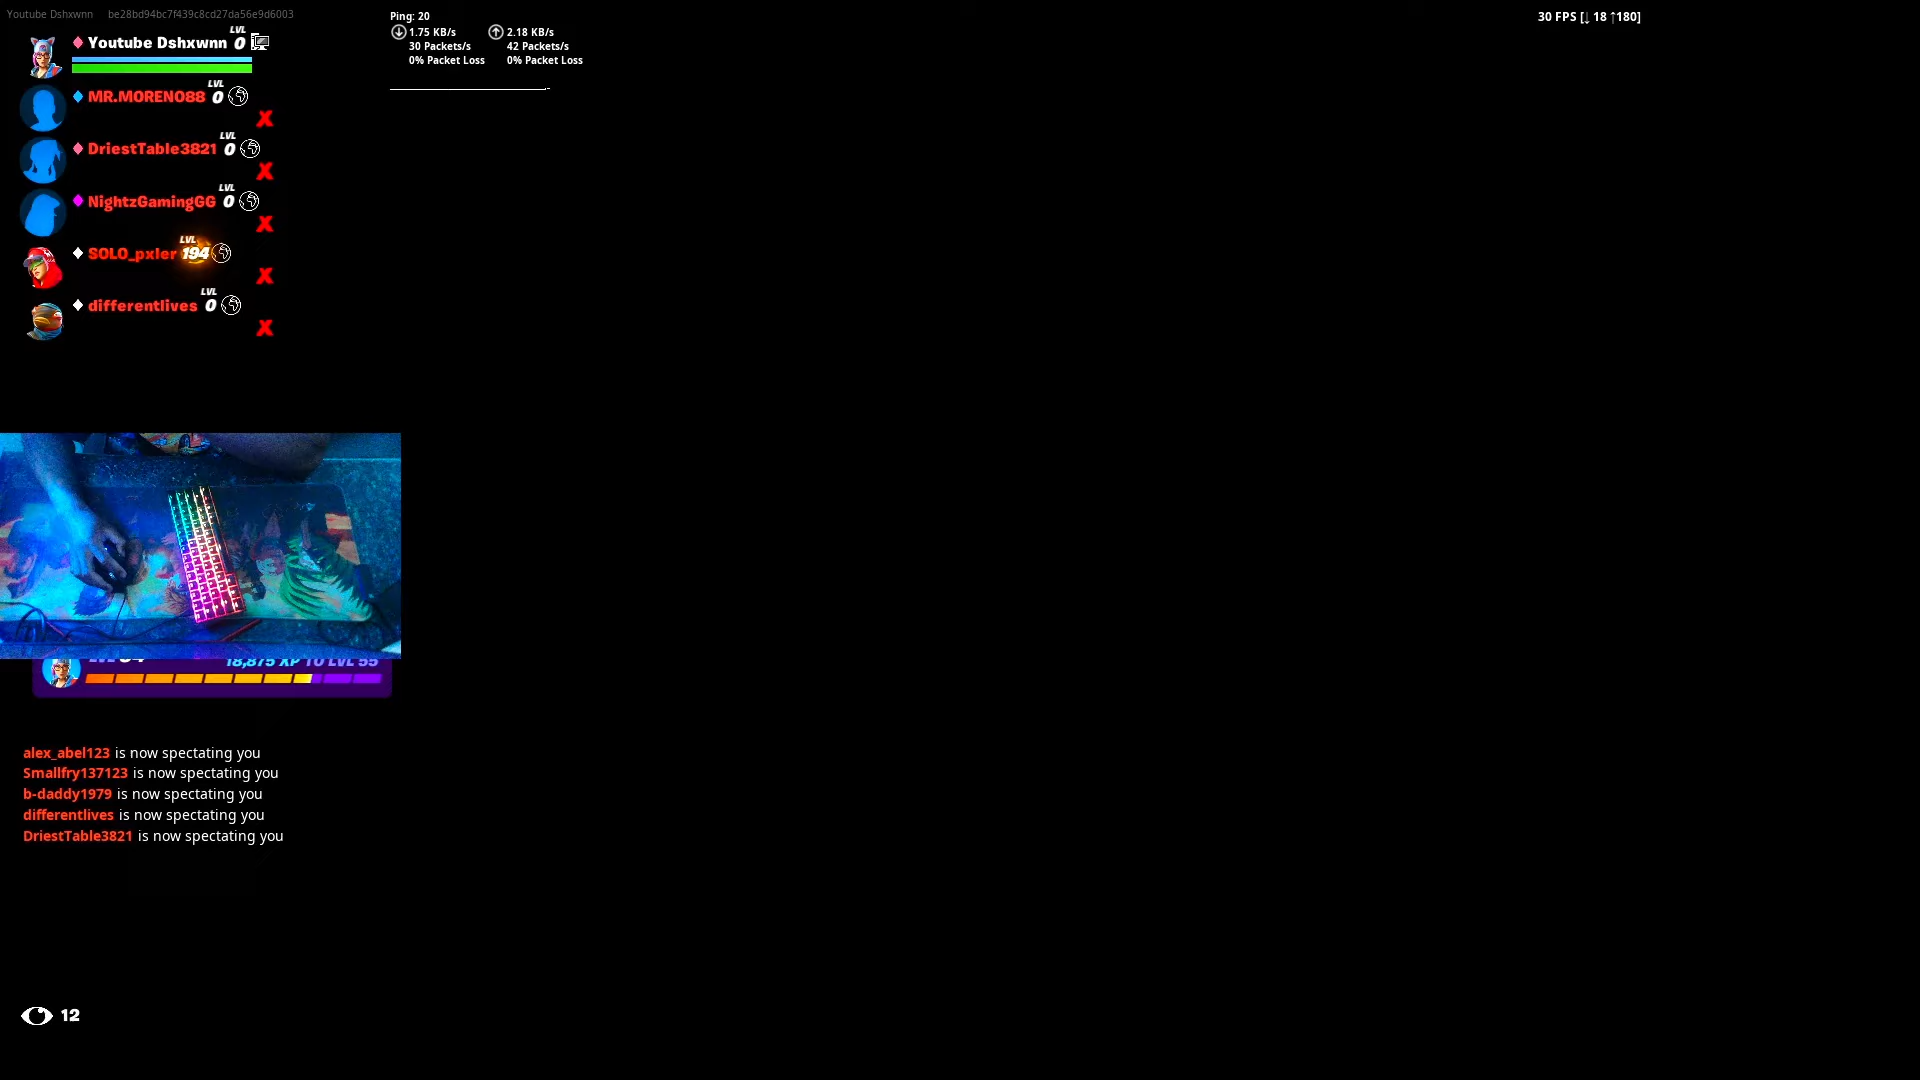 Youtube Dshxwnn be28bd94bc7f439c8cd27da56e9d6003
Ping: 20
1.75 KB/s 2.18 KB/s
30 Packets/s 42 Packets/s
0% Packet Loss 0% Packet Loss
30 FPS [↓ 18 ↑180]
LVL
Youtube Dshxwnn 0
LVL
MR.MORENO88 0
X
LVL
DriestTable3821 0
X
LVL
NightzGamingGG 0
X
LVL
SOLO_pxler 194
X
LVL
differentlives 0
X
18,875 XP TO LVL 55
alex_abel123 is now spectating you
Smallfry137123 is now spectating you
b-daddy1979 is now spectating you
differentlives is now spectating you
DriestTable3821 is now spectating you
12